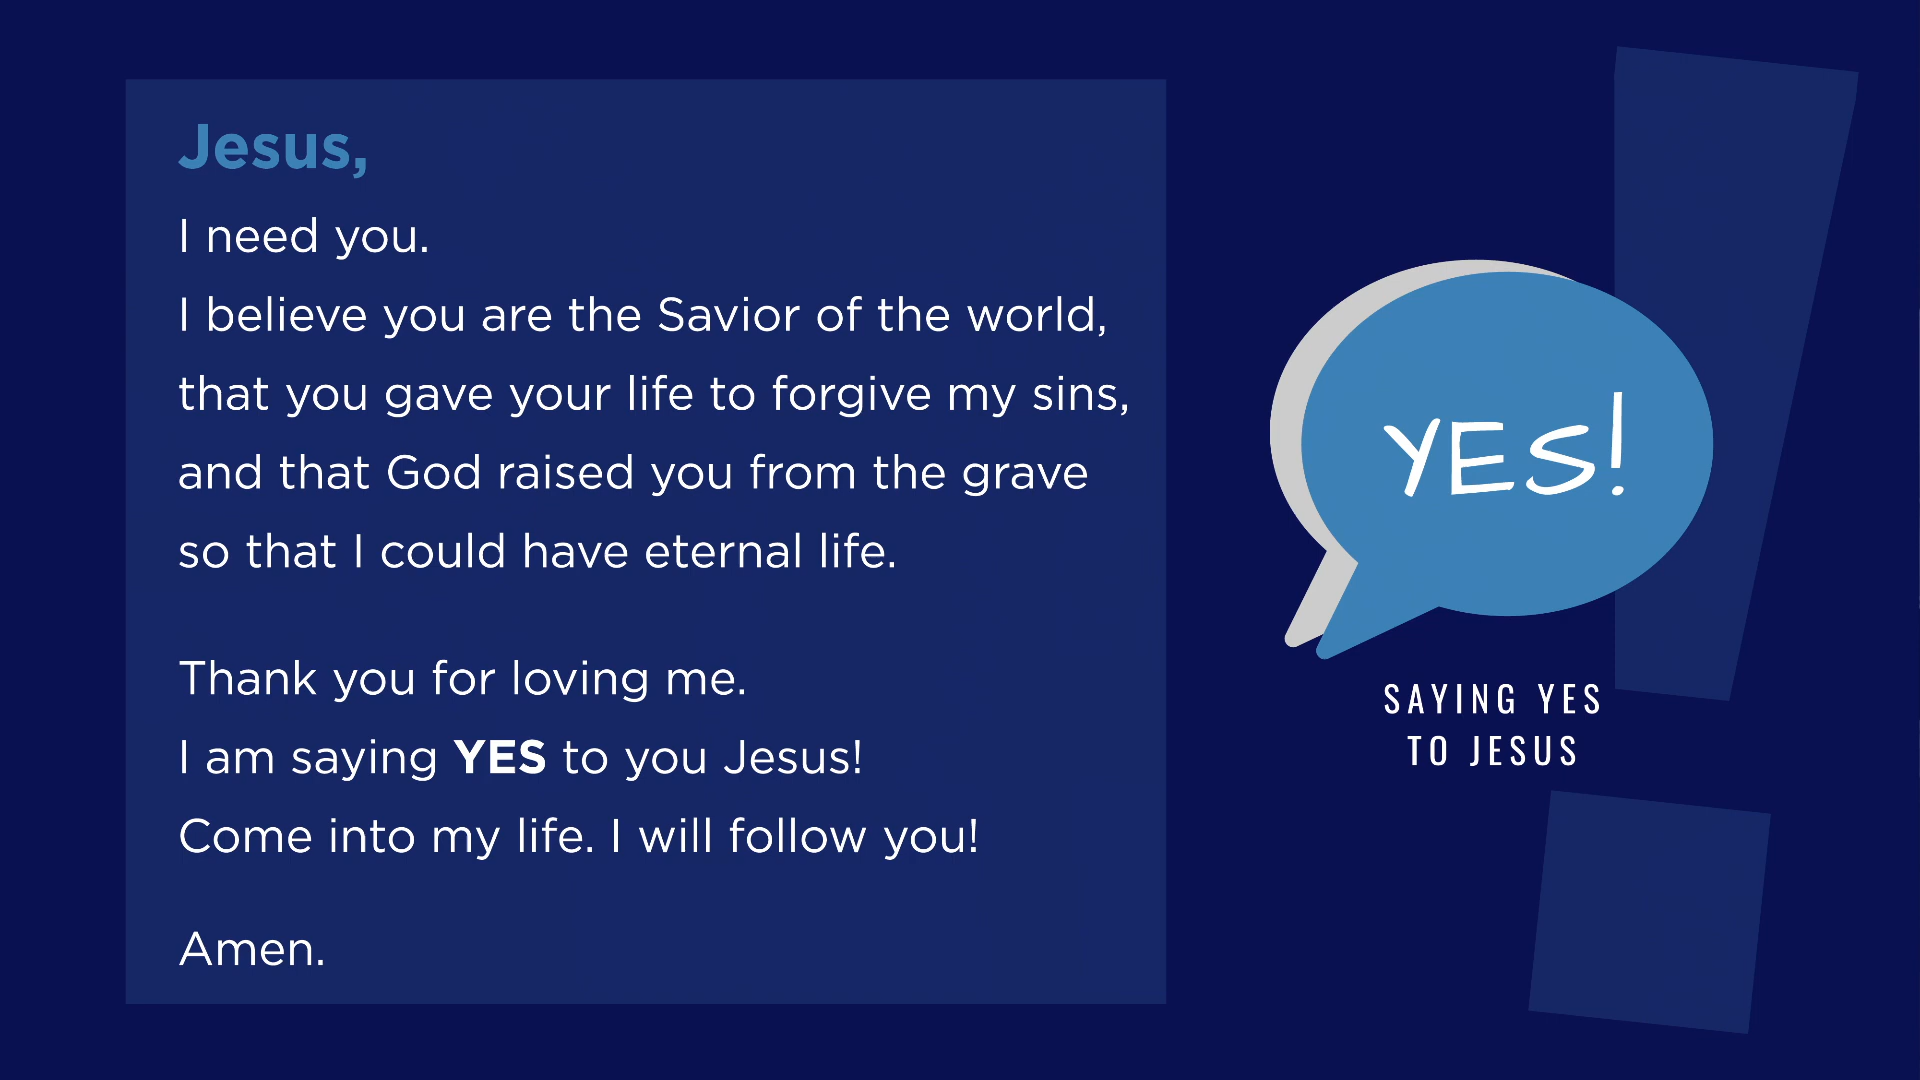 Jesus,
I need you.
I believe you are the Savior of the world,
that you gave your life to forgive my sins,
and that God raised you from the grave
so that I could have eternal life.
Thank you for loving me.
I am saying YES to you Jesus!
Come into my life. I will follow you!
Amen.
YES!
SAYING YES
TO JESUS